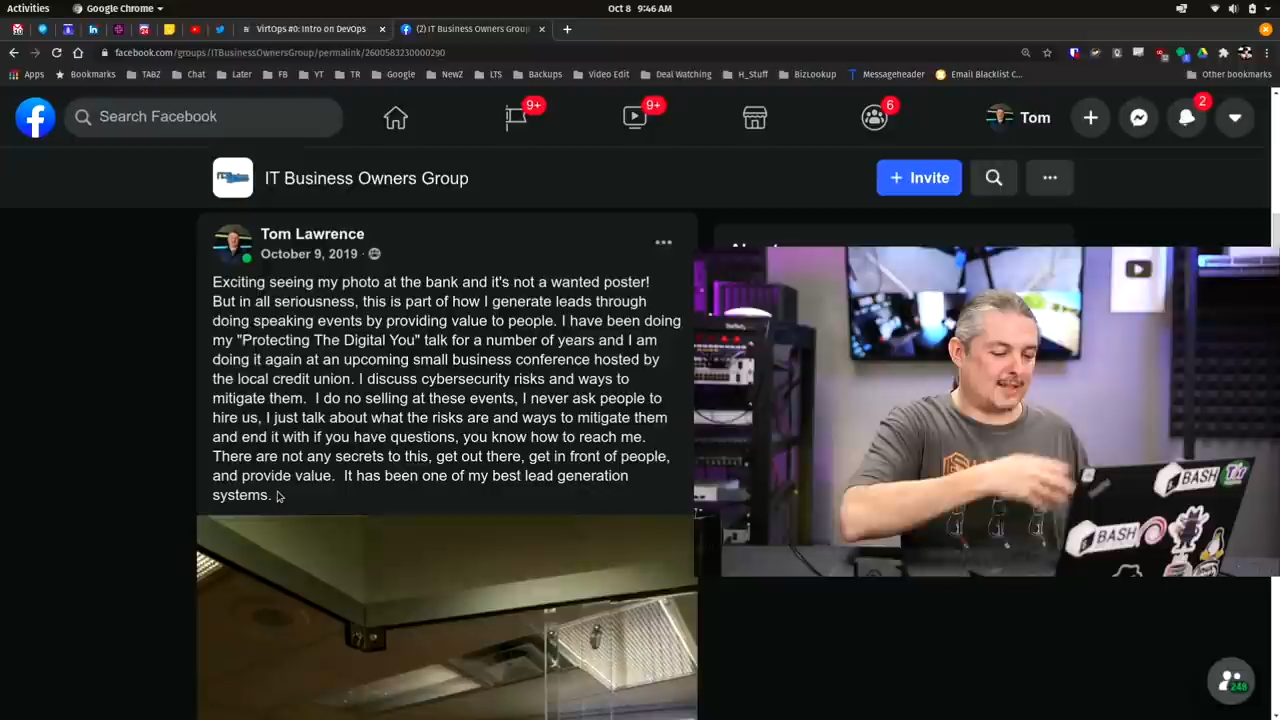 Activities
Google Chrome
Oct 8 9:46 AM
VirtOps #0: Intro on DevOps
(2) IT Business Owners Group
facebook.com/groups/ITBusinessOwnersGroup/permalink/2600583230000290
Apps
Bookmarks
TABZ
Chat
Later
FB
YT
TR
Google
NewZ
LTS
Backups
Video Edit
Deal Watching
H_Stuff
BizLookup
Messageheader
Email Blacklist C...
Other bookmarks
Search Facebook
9+
9+
6
Tom
2
IT Business Owners Group
+ Invite
Tom Lawrence
October 9, 2019
Exciting seeing my photo at the bank and it's not a wanted poster!
But in all seriousness, this is part of how I generate leads through
doing speaking events by providing value to people. I have been doing
my "Protecting The Digital You" talk for a number of years and I am
doing it again at an upcoming small business conference hosted by
the local credit union. I discuss cybersecurity risks and ways to
mitigate them. I do no selling at these events, I never ask people to
hire us, I just talk about what the risks are and ways to mitigate them
and end it with if you have questions, you know how to reach me.
There are not any secrets to this, get out there, get in front of people,
and provide value. It has been one of my best lead generation
systems.
BASH
BASH
248